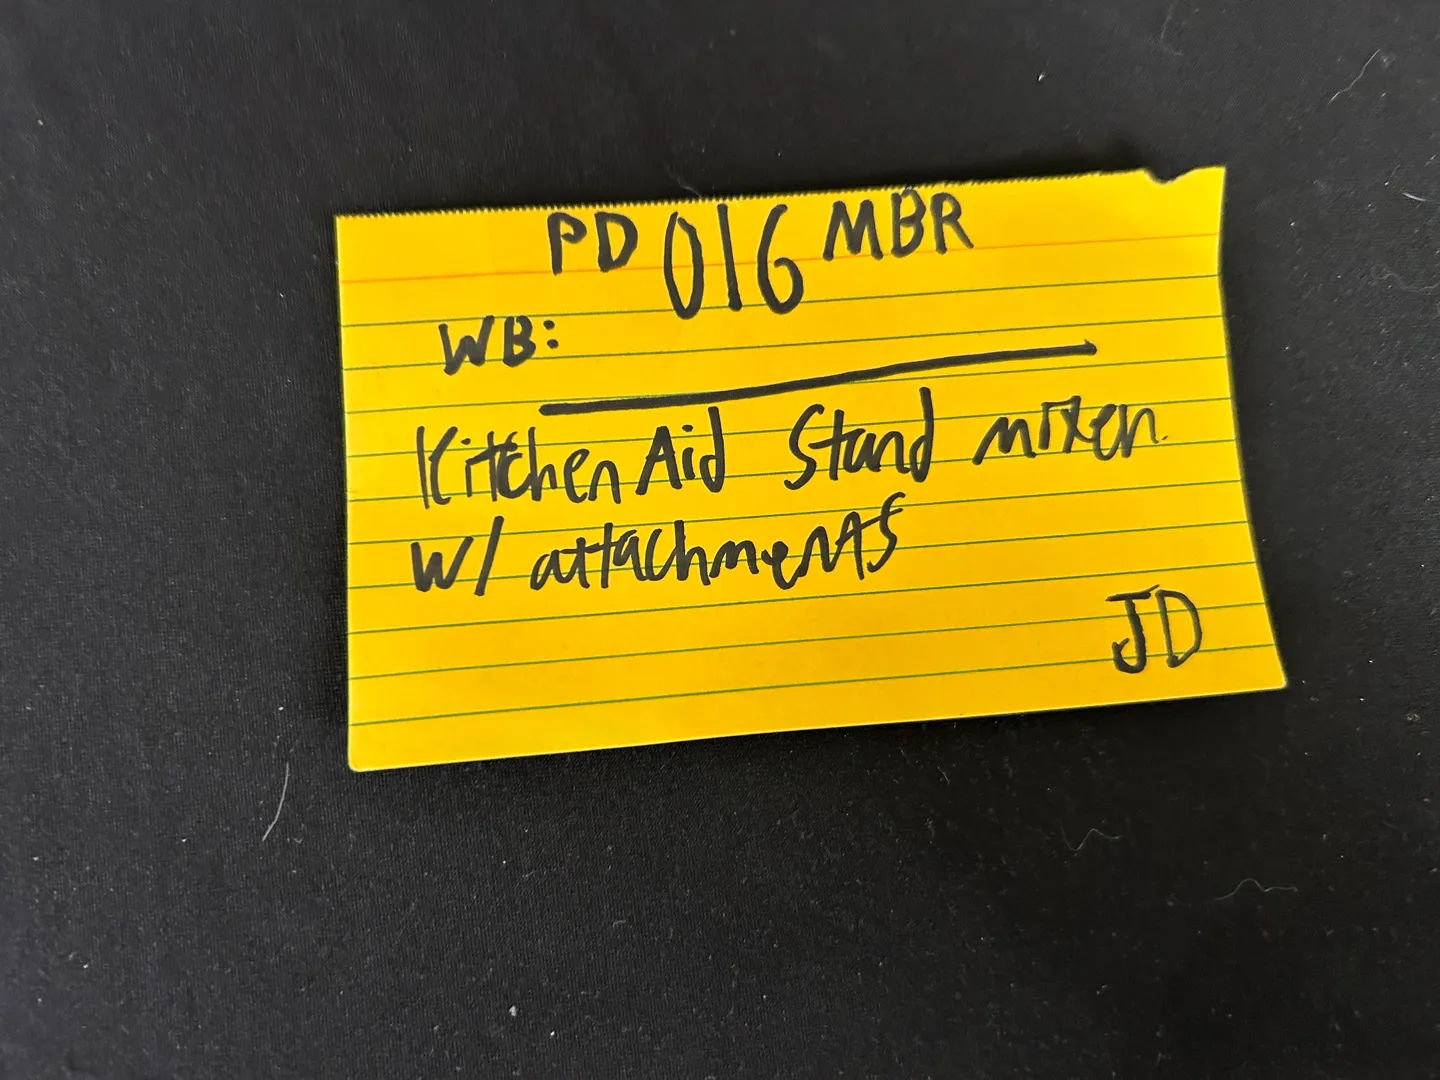 PD 016 MBR
WB:
KitchenAid Stand mixer
w/ attachments
JD